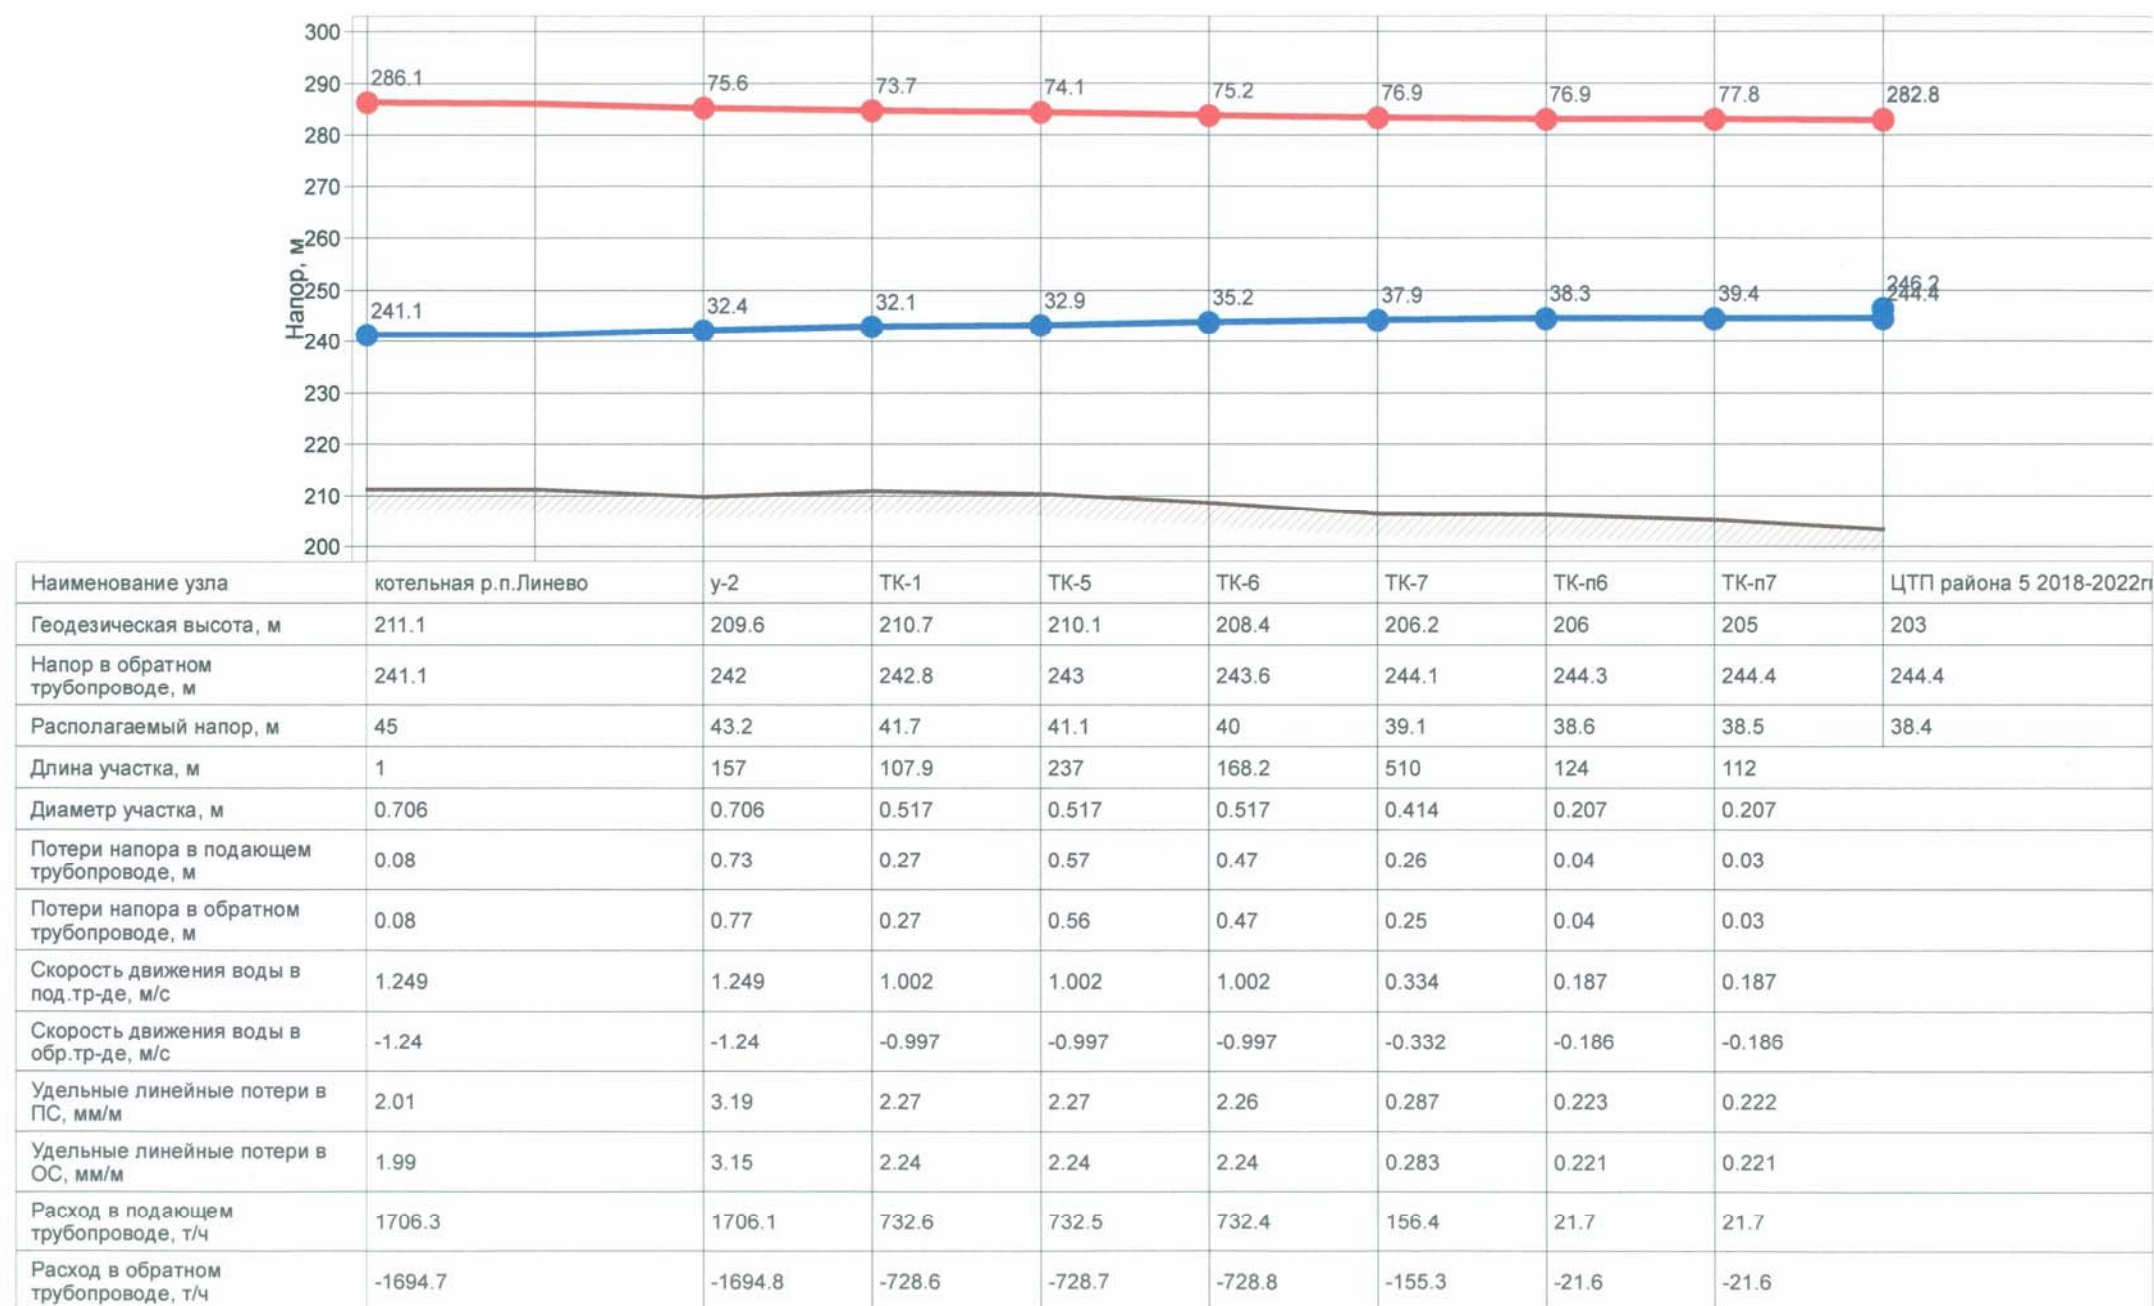 300
286.1
75.6
73.7
74.1
75.2
76.9
76.9
77.8
282.8
290
280
270
260
Напор, м
250
241.1
32.4
32.1
32.9
35.2
37.9
38.3
39.4
246.2
244.4
240
230
220
210
200
Наименование узла котельная р.п.Линево у-2 ТК-1 ТК-5 ТК-6 ТК-7 ТК-п6 ТК-п7 ЦТП района 5 2018-2022гг
Геодезическая высота, м 211.1 209.6 210.7 210.1 208.4 206.2 206 205 203
Напор в обратном
трубопроводе, м 241.1 242 242.8 243 243.6 244.1 244.3 244.4 244.4
Располагаемый напор, м 45 43.2 41.7 41.1 40 39.1 38.6 38.5 38.4
Длина участка, м 1 157 107.9 237 168.2 510 124 112
Диаметр участка, м 0.706 0.706 0.517 0.517 0.517 0.414 0.207 0.207
Потери напора в подающем
трубопроводе, м 0.08 0.73 0.27 0.57 0.47 0.26 0.04 0.03
Потери напора в обратном
трубопроводе, м 0.08 0.77 0.27 0.56 0.47 0.25 0.04 0.03
Скорость движения воды в
под.тр-де, м/с 1.249 1.249 1.002 1.002 1.002 0.334 0.187 0.187
Скорость движения воды в
обр.тр-де, м/с -1.24 -1.24 -0.997 -0.997 -0.997 -0.332 -0.186 -0.186
Удельные линейные потери в
ПС, мм/м 2.01 3.19 2.27 2.27 2.26 0.287 0.223 0.222
Удельные линейные потери в
ОС, мм/м 1.99 3.15 2.24 2.24 2.24 0.283 0.221 0.221
Расход в подающем
трубопроводе, т/ч 1706.3 1706.1 732.6 732.5 732.4 156.4 21.7 21.7
Расход в обратном
трубопроводе, т/ч -1694.7 -1694.8 -728.6 -728.7 -728.8 -155.3 -21.6 -21.6